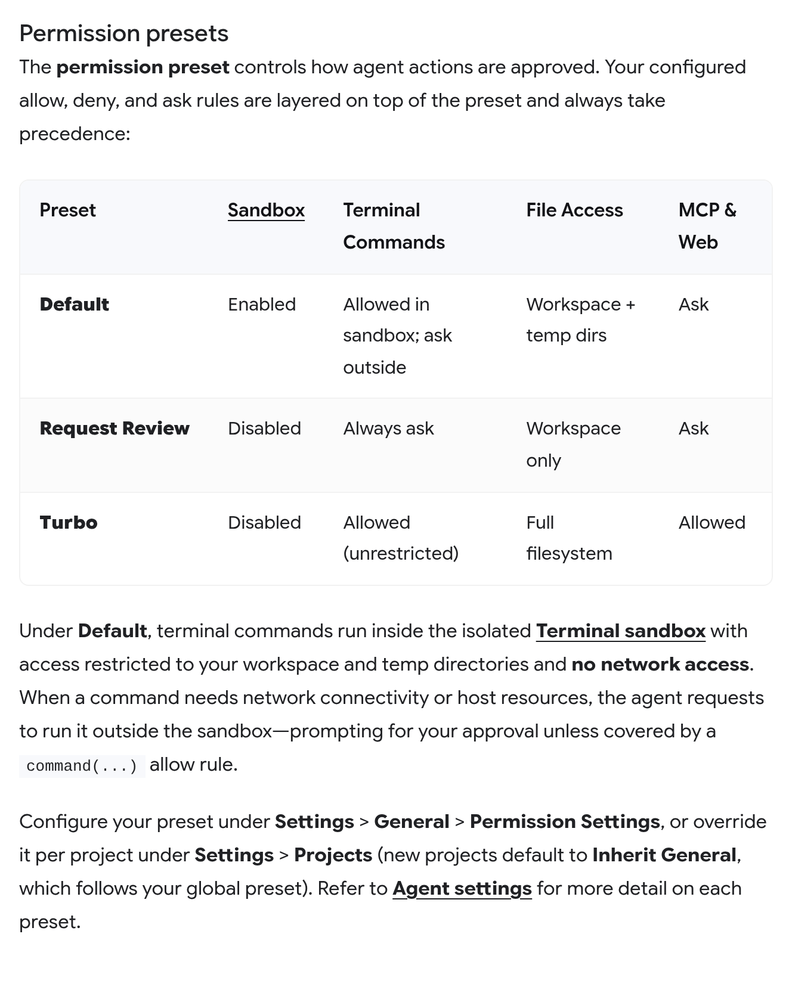 Permission presets
The permission preset controls how agent actions are approved. Your configured
allow, deny, and ask rules are layered on top of the preset and always take
precedence:
Preset Sandbox Terminal Commands File Access MCP & Web
Default Enabled Allowed in sandbox; ask outside Workspace + temp dirs Ask
Request Review Disabled Always ask Workspace only Ask
Turbo Disabled Allowed (unrestricted) Full filesystem Allowed
Under Default, terminal commands run inside the isolated Terminal sandbox with
access restricted to your workspace and temp directories and no network access.
When a command needs network connectivity or host resources, the agent requests
to run it outside the sandbox—prompting for your approval unless covered by a
command(...) allow rule.
Configure your preset under Settings > General > Permission Settings, or override
it per project under Settings > Projects (new projects default to Inherit General,
which follows your global preset). Refer to Agent settings for more detail on each
preset.